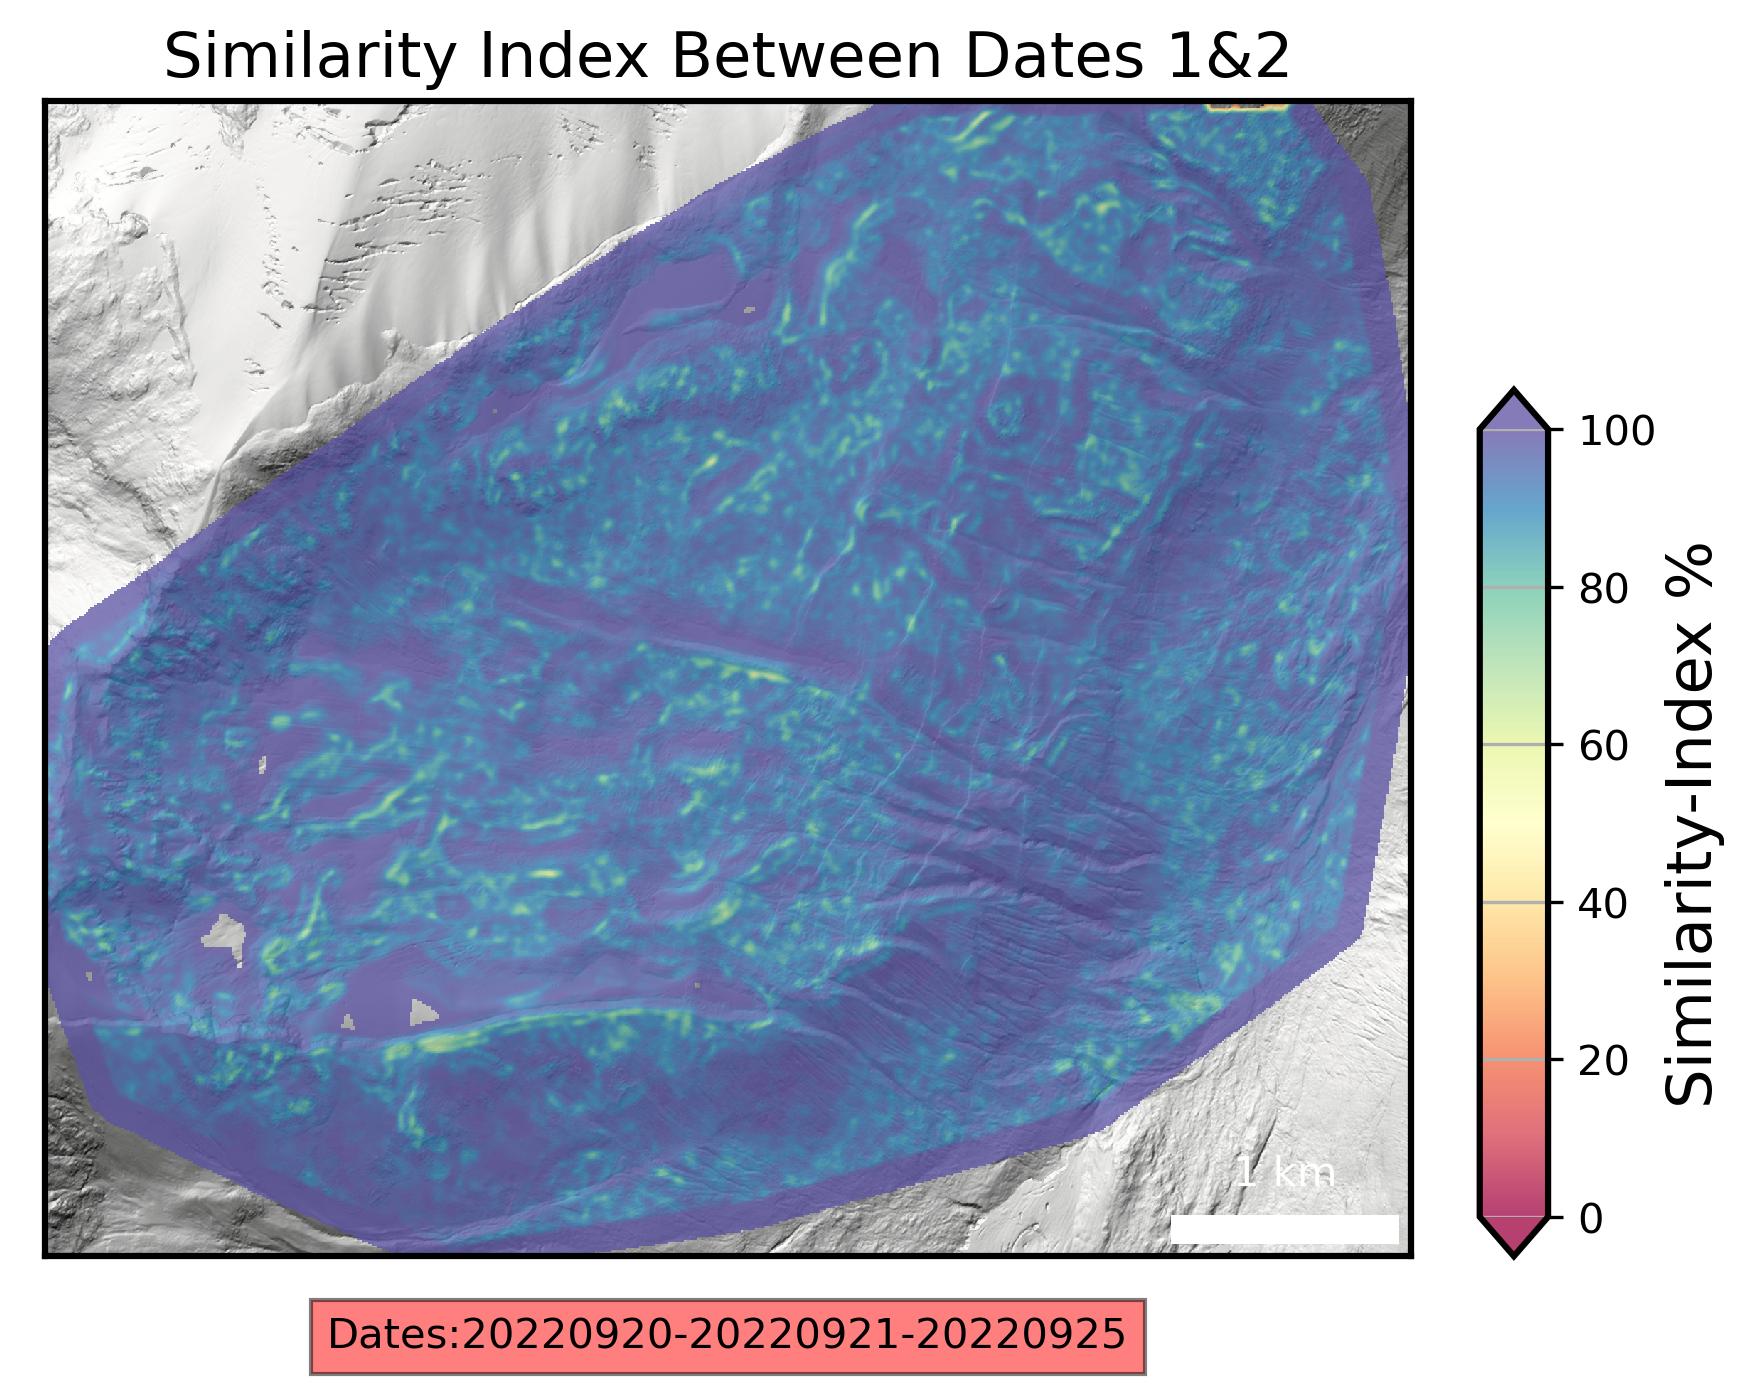 Similarity Index Between Dates 1&2
100
80
60
40
20
0
Similarity-Index %
1 km
Dates:20220920-20220921-20220925